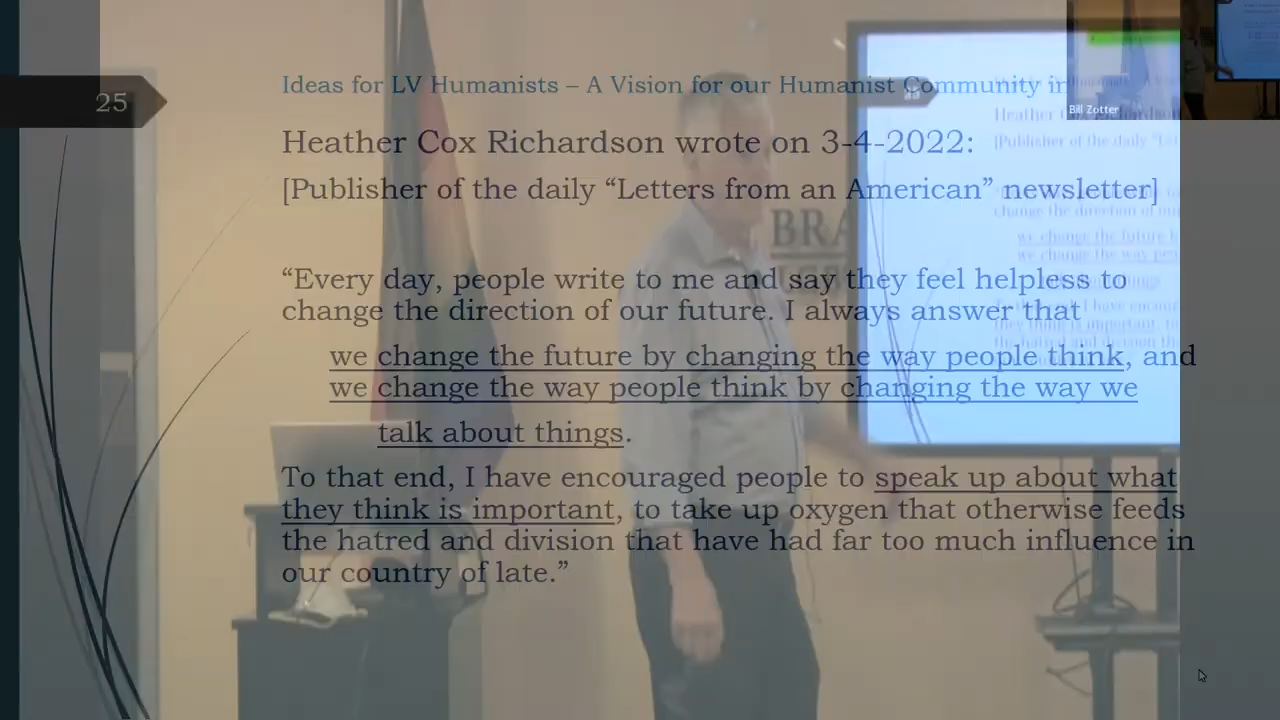 25
Ideas for LV Humanists – A Vision for our Humanist Community in
Bill Zotter
Heather Cox Richardson wrote on 3-4-2022:
[Publisher of the daily “Letters from an American” newsletter]
BRA
“Every day, people write to me and say they feel helpless to
change the direction of our future. I always answer that
we change the future by changing the way people think, and
we change the way people think by changing the way we
talk about things.
To that end, I have encouraged people to speak up about what
they think is important, to take up oxygen that otherwise feeds
the hatred and division that have had far too much influence in
our country of late.”